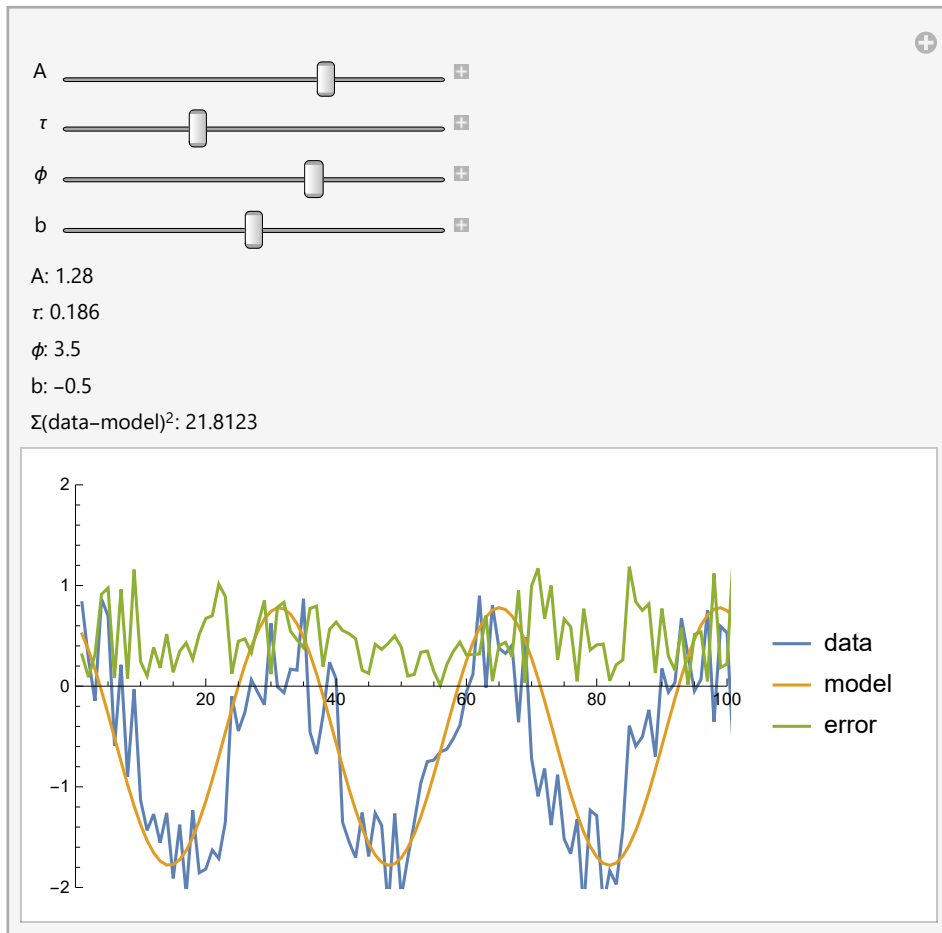 A
τ
ϕ
b
A: 1.28
τ: 0.186
ϕ: 3.5
b: –0.5
Σ(data–model)²: 21.8123
2
1
0
−1
−2
20
40
60
80
100
data
model
error